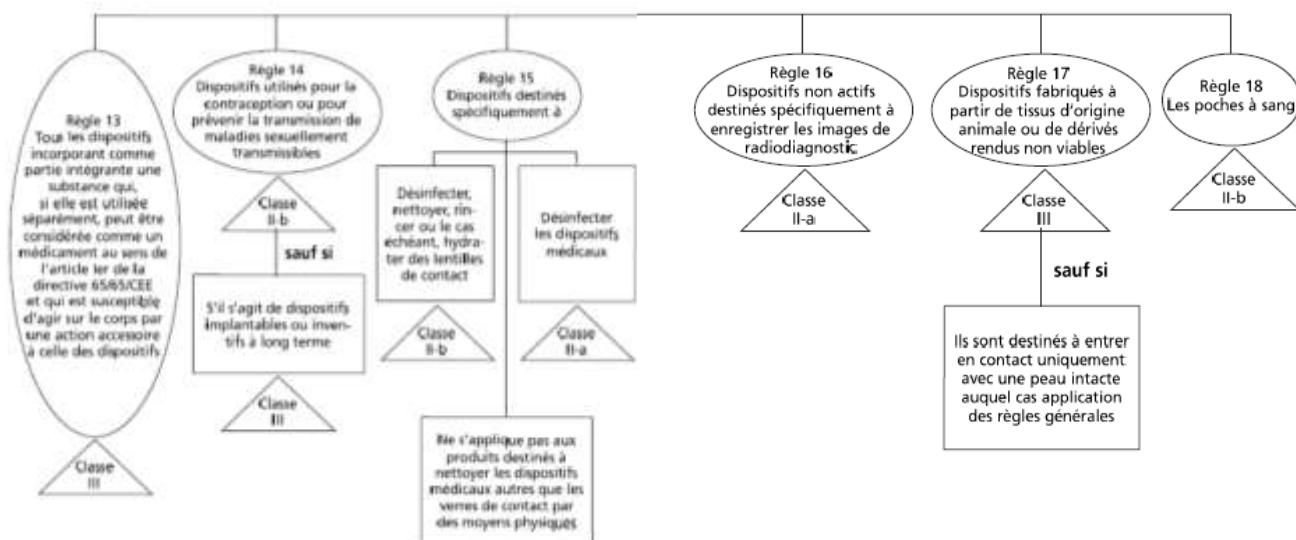 Règle 13
Tous les dispositifs
incorporant comme
partie intégrante une
substance qui,
si elle est utilisée
séparément, peut être
considérée comme un
médicament au sens de
l'article Ier de la
directive 65/65/CEE
et qui est susceptible
d'agir sur le corps par
une action accessoire
à celle des dispositifs
Classe
III
Règle 14
Dispositifs utilisés pour la
contraception ou pour
prévenir la transmission de
maladies sexuellement
transmissibles
Classe
II-b
sauf si
S'il s'agit de dispositifs
implantables ou inven-
tifs à long terme
Classe
III
Règle 15
Dispositifs destinés
spécifiquement à
Désinfecter,
nettoyer, rin-
cer ou le cas
échéant, hydra-
ter des lentilles
de contact
Classe
II-b
Désinfecter
les dispositifs
médicaux
Classe
II-a
Ne s'applique pas aux
produits destinés à
nettoyer les dispositifs
médicaux autres que les
verres de contact par
des moyens physiques
Règle 16
Dispositifs non actifs
destinés spécifiquement à
enregistrer les images de
radiodiagnostic
Classe
II-a
Règle 17
Dispositifs fabriqués à
partir de tissus d'origine
animale ou de dérivés
rendus non viables
Classe
III
sauf si
Ils sont destinés à entrer
en contact uniquement
avec une peau intacte
auquel cas application
des règles générales
Règle 18
Les poches à sang
Classe
II-b